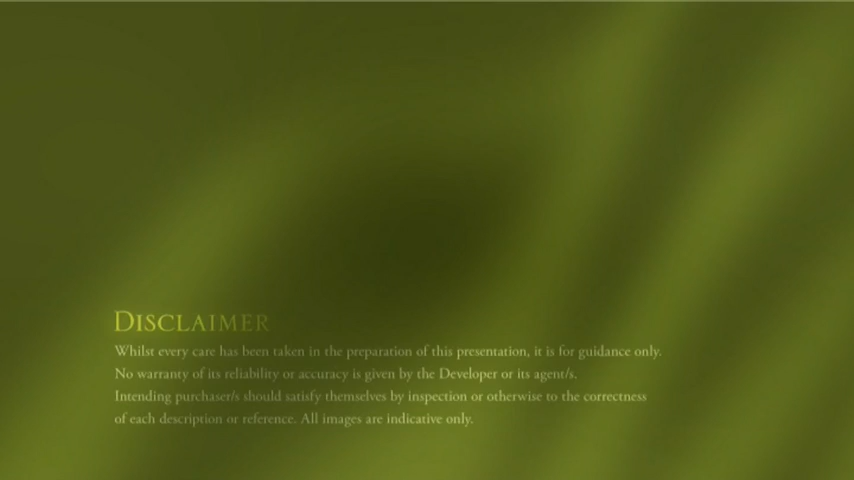 DISCLAIMER
Whilst every care has been taken in the preparation of this presentation, it is for guidance only.
No warranty of its reliability or accuracy is given by the Developer or its agent/s.
Intending purchaser/s should satisfy themselves by inspection or otherwise to the correctness
of each description or reference. All images are indicative only.